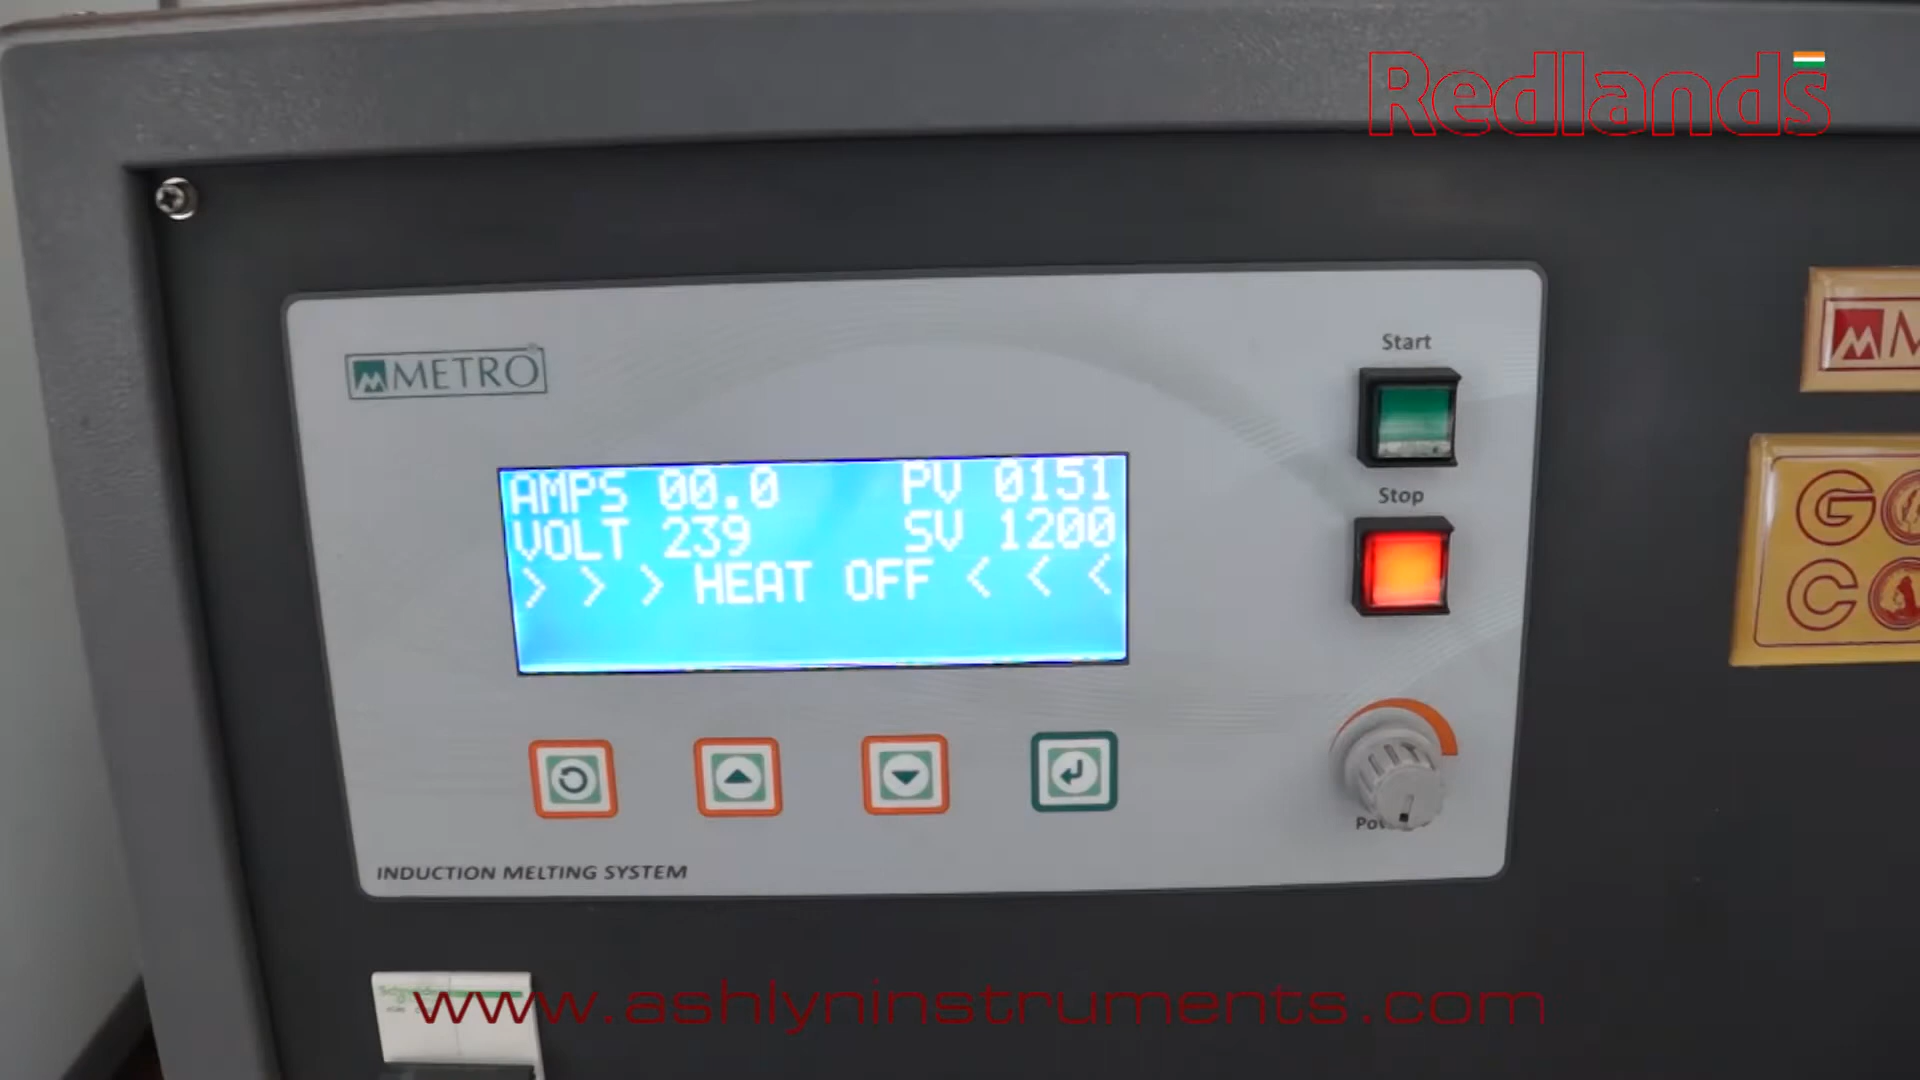 Redlands
METRO
Start
AMPS 00.0 PV 0151
VOLT 239 SV 1200
> > > HEAT OFF < < <
Stop
INDUCTION MELTING SYSTEM
www.ashlyninstruments.com